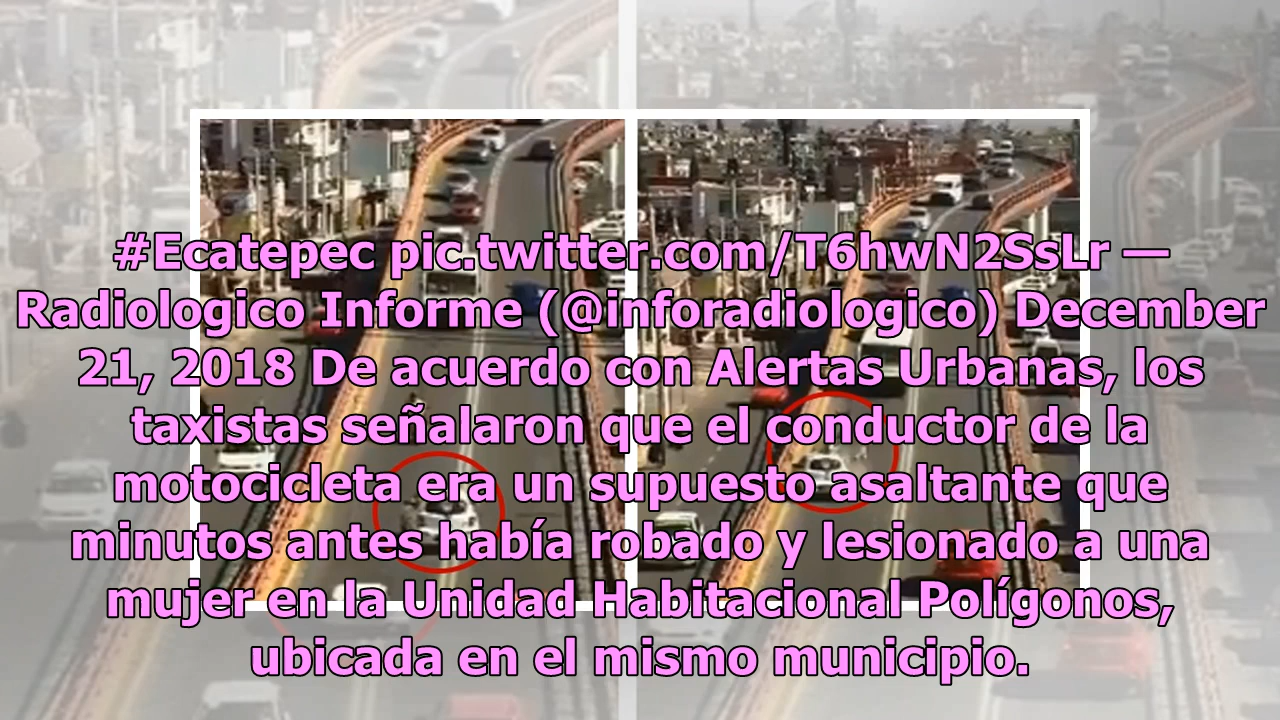 #Ecatepec pic.twitter.com/T6hwN2SsLr —
Radiologico Informe (@inforadiologico) December
21, 2018 De acuerdo con Alertas Urbanas, los
taxistas señalaron que el conductor de la
motocicleta era un supuesto asaltante que
minutos antes había robado y lesionado a una
mujer en la Unidad Habitacional Polígonos,
ubicada en el mismo municipio.